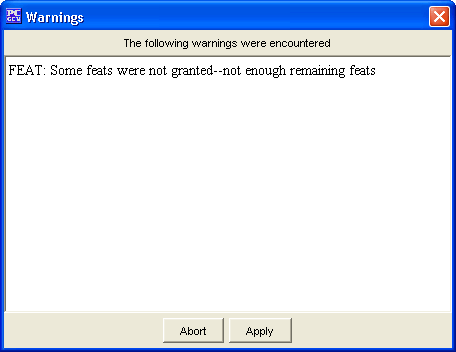 PC
GEN
Warnings
The following warnings were encountered
FEAT: Some feats were not granted--not enough remaining feats
Abort
Apply